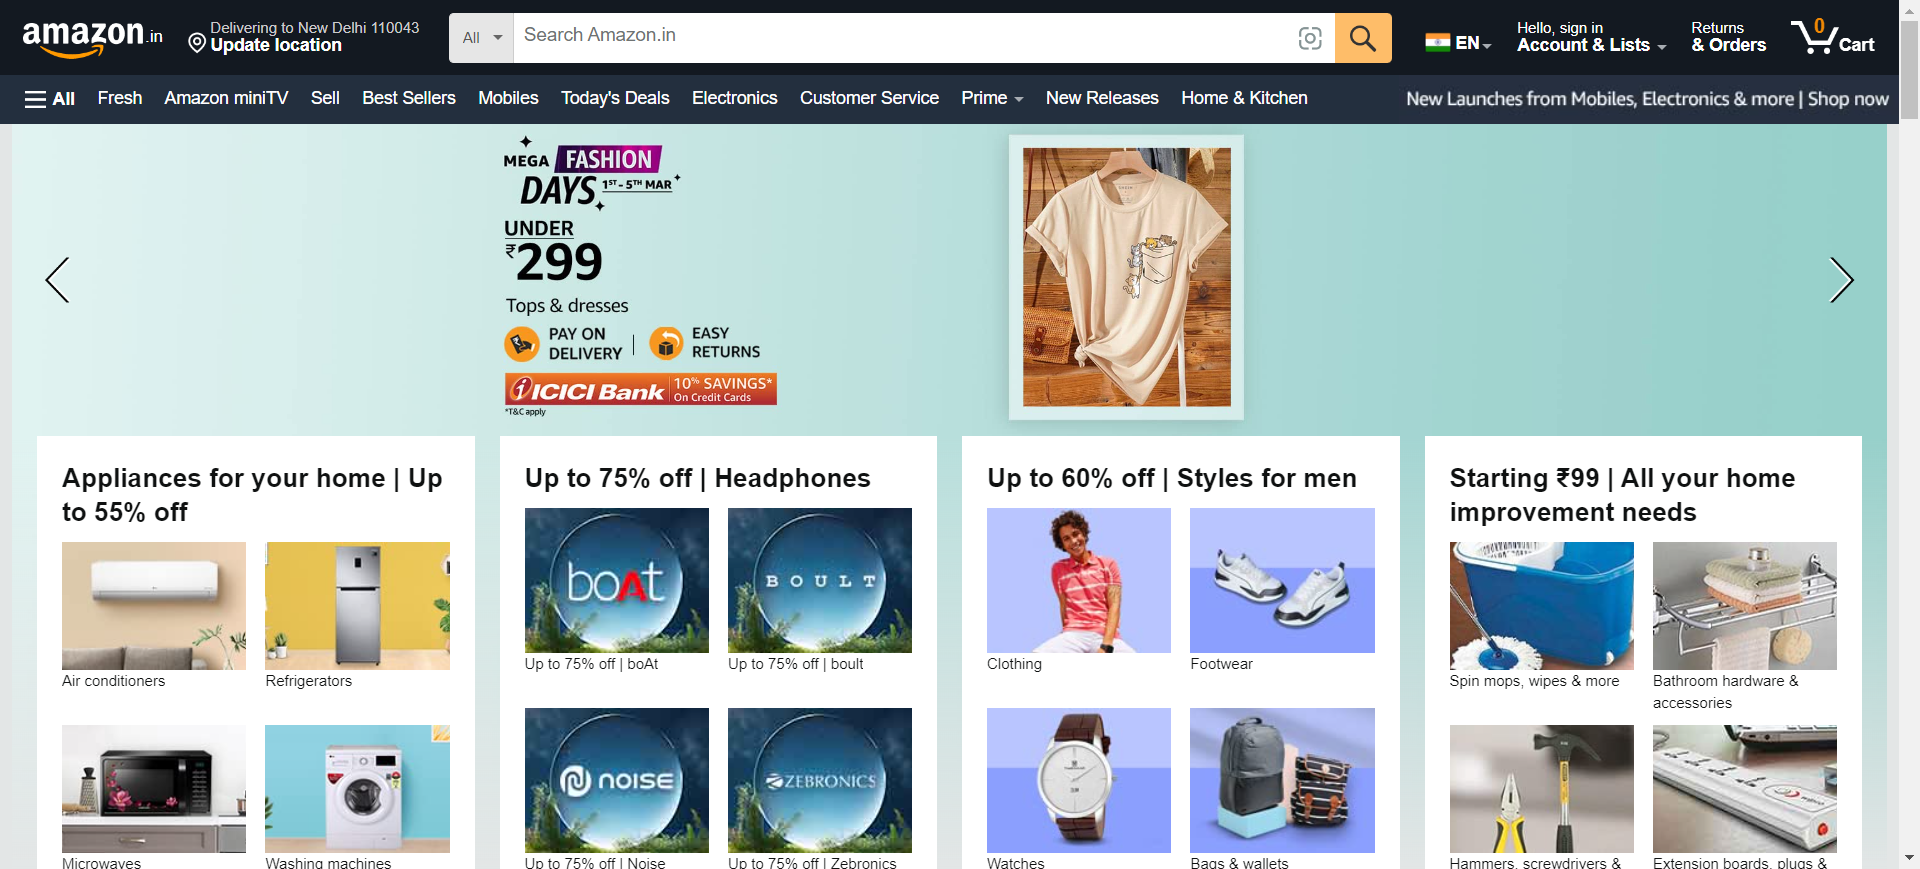 amazon.in
Delivering to New Delhi 110043
Update location
All
Search Amazon.in
EN
Hello, sign in
Account & Lists
Returns
& Orders
0
Cart
All
Fresh
Amazon miniTV
Sell
Best Sellers
Mobiles
Today's Deals
Electronics
Customer Service
Prime
New Releases
Home & Kitchen
New Launches from Mobiles, Electronics & more | Shop now
MEGA FASHION
DAYS 1ST - 5TH MAR
UNDER
₹299
Tops & dresses
PAY ON
DELIVERY
EASY
RETURNS
ICICI Bank
10% SAVINGS*
On Credit Cards
*T&C apply
Appliances for your home | Up
to 55% off
Air conditioners
Refrigerators
Microwaves
Washing machines
Up to 75% off | Headphones
boAt
BOULT
Up to 75% off | boAt
Up to 75% off | boult
noise
ZEBRONICS
Up to 75% off | Noise
Up to 75% off | Zebronics
Up to 60% off | Styles for men
Clothing
Footwear
Watches
Bags & wallets
Starting ₹99 | All your home
improvement needs
Spin mops, wipes & more
Bathroom hardware &
accessories
wipro
Hammers, screwdrivers &
Extension boards, plugs &